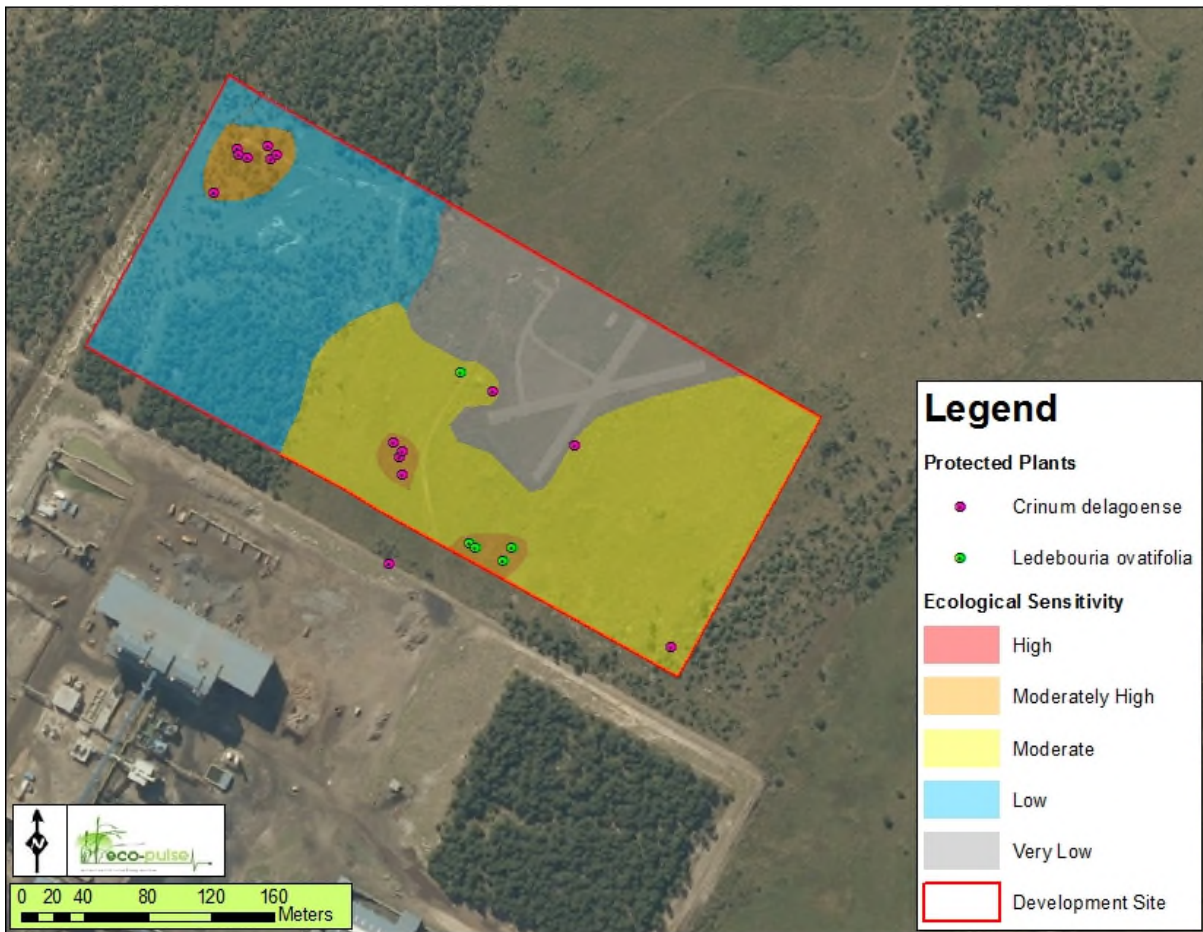 Legend
Protected Plants
Crinum delagoense
Ledebouria ovatifolia
Ecological Sensitivity
High
Moderately High
Moderate
Low
Very Low
Development Site
N
eco-pulse
0 20 40 80 120 160
Meters